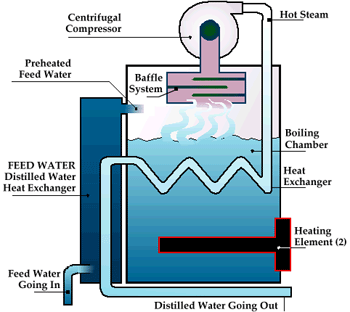 Centrifugal
Compressor
Hot Steam
Preheated
Feed Water
Baffle
System
Boiling
Chamber
FEED WATER
Distilled Water
Heat Exchanger
Heat
Exchanger
Heating
Element (2)
Feed Water
Going In
Distilled Water Going Out